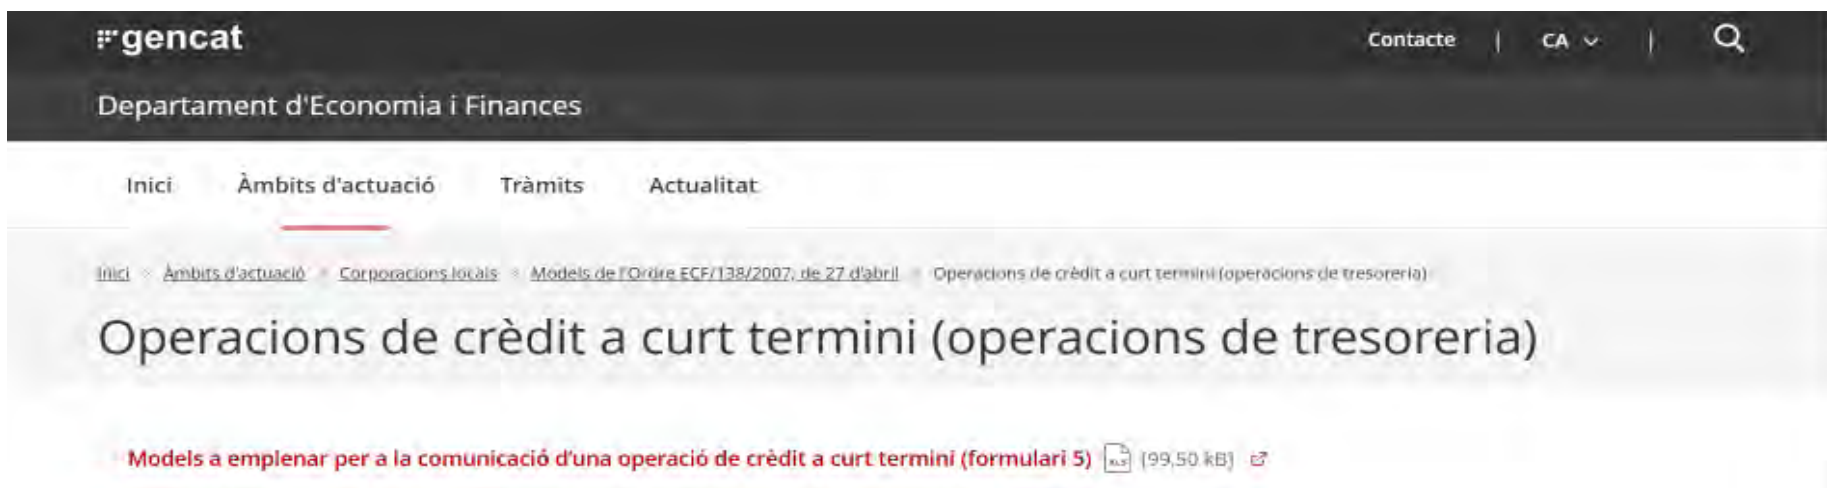 gencat
Contacte | CA |
Departament d'Economia i Finances
Inici Àmbits d'actuació Tràmits Actualitat
Inici > Àmbits d'actuació > Corporacions locals > Models de l'Ordre ECF/138/2007, de 27 d'abril > Operacions de crèdit a curt termini (operacions de tresoreria)
Operacions de crèdit a curt termini (operacions de tresoreria)
Models a emplenar per a la comunicació d'una operació de crèdit a curt termini (formulari 5) XLS (99,50 kB)